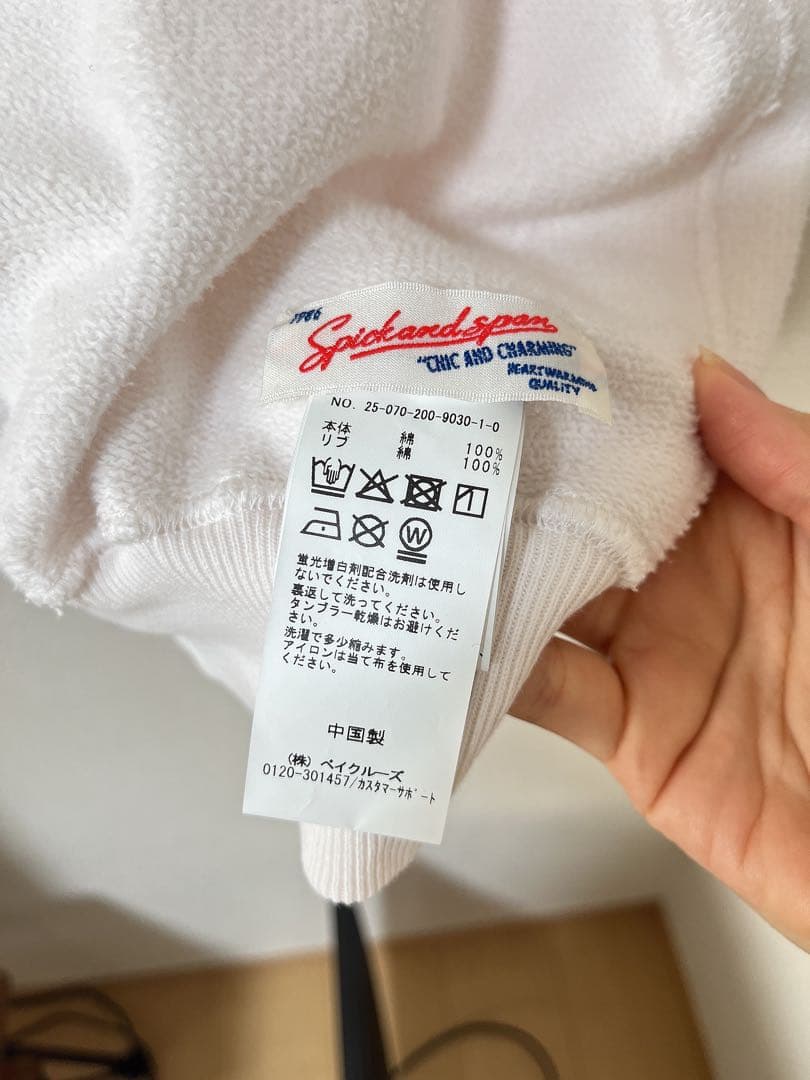 1986
Spick and span
"CHIC AND CHARMING"
HEARTWARMING
QUALITY
NO. 25-070-200-9030-1-0
本体 綿 100%
リブ 綿 100%
W
蛍光増白剤配合洗剤は使用し
ないでください。
裏返して洗ってください。
タンブラー乾燥はお避けくだ
さい。
洗濯で多少縮みます。
アイロンは当て布を使用して
ください。
中国製
(株) ベイクルーズ
0120-301457/カスタマーサポート